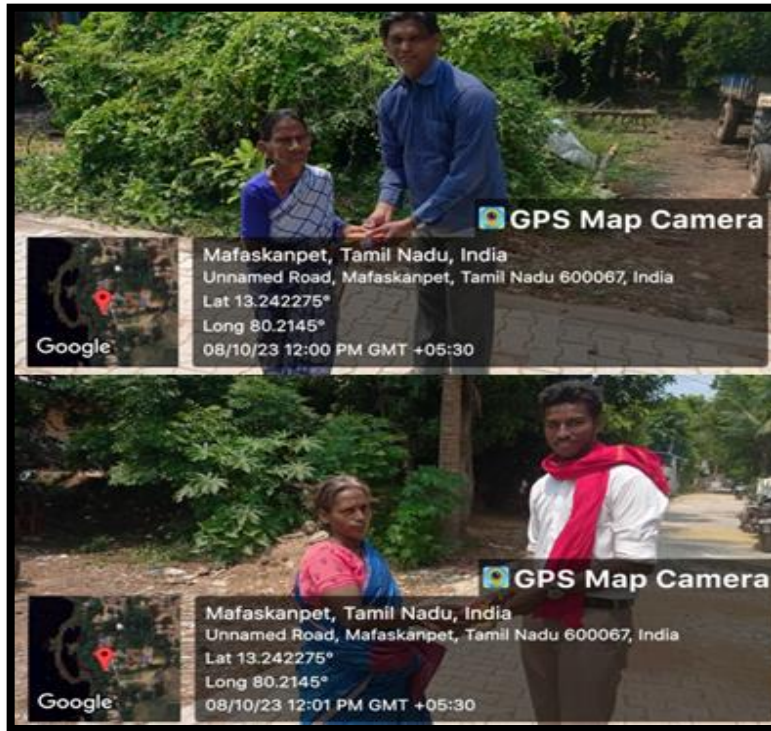 GPS Map Camera
Mafaskanpet, Tamil Nadu, India
Unnamed Road, Mafaskanpet, Tamil Nadu 600067, India
Lat 13.242275°
Long 80.2145°
08/10/23 12:00 PM GMT +05:30
Google
GPS Map Camera
Mafaskanpet, Tamil Nadu, India
Unnamed Road, Mafaskanpet, Tamil Nadu 600067, India
Lat 13.242275°
Long 80.2145°
08/10/23 12:01 PM GMT +05:30
Google